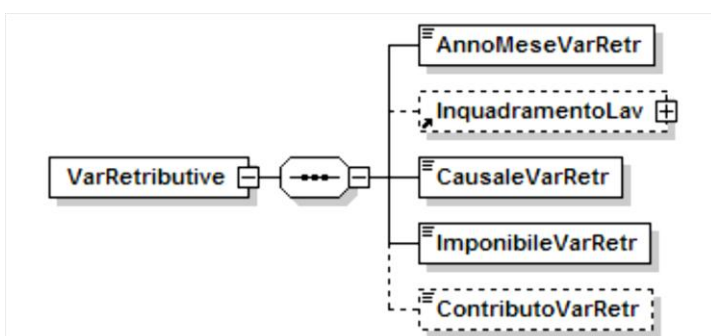 AnnoMeseVarRetr
InquadramentoLav
VarRetributive
CausaleVarRetr
ImponibileVarRetr
ContributoVarRetr